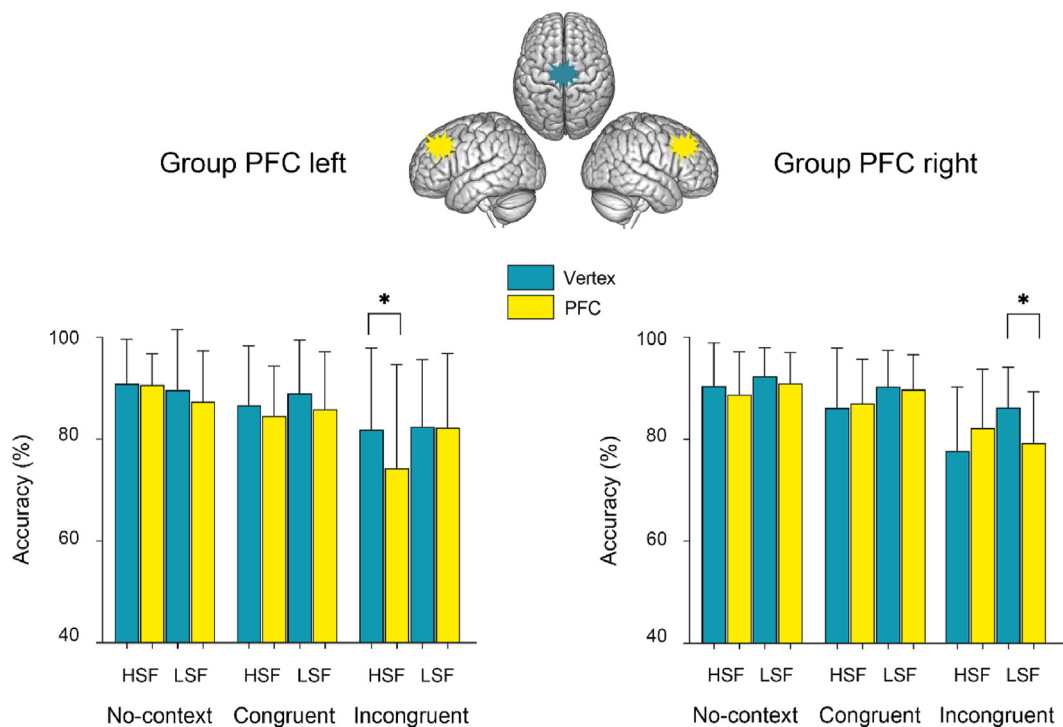 Group PFC left
Group PFC right
Vertex
PFC
*
100
80
60
40
Accuracy (%)
HSF LSF HSF LSF HSF LSF
No-context Congruent Incongruent
*
100
80
60
40
Accuracy (%)
HSF LSF HSF LSF HSF LSF
No-context Congruent Incongruent